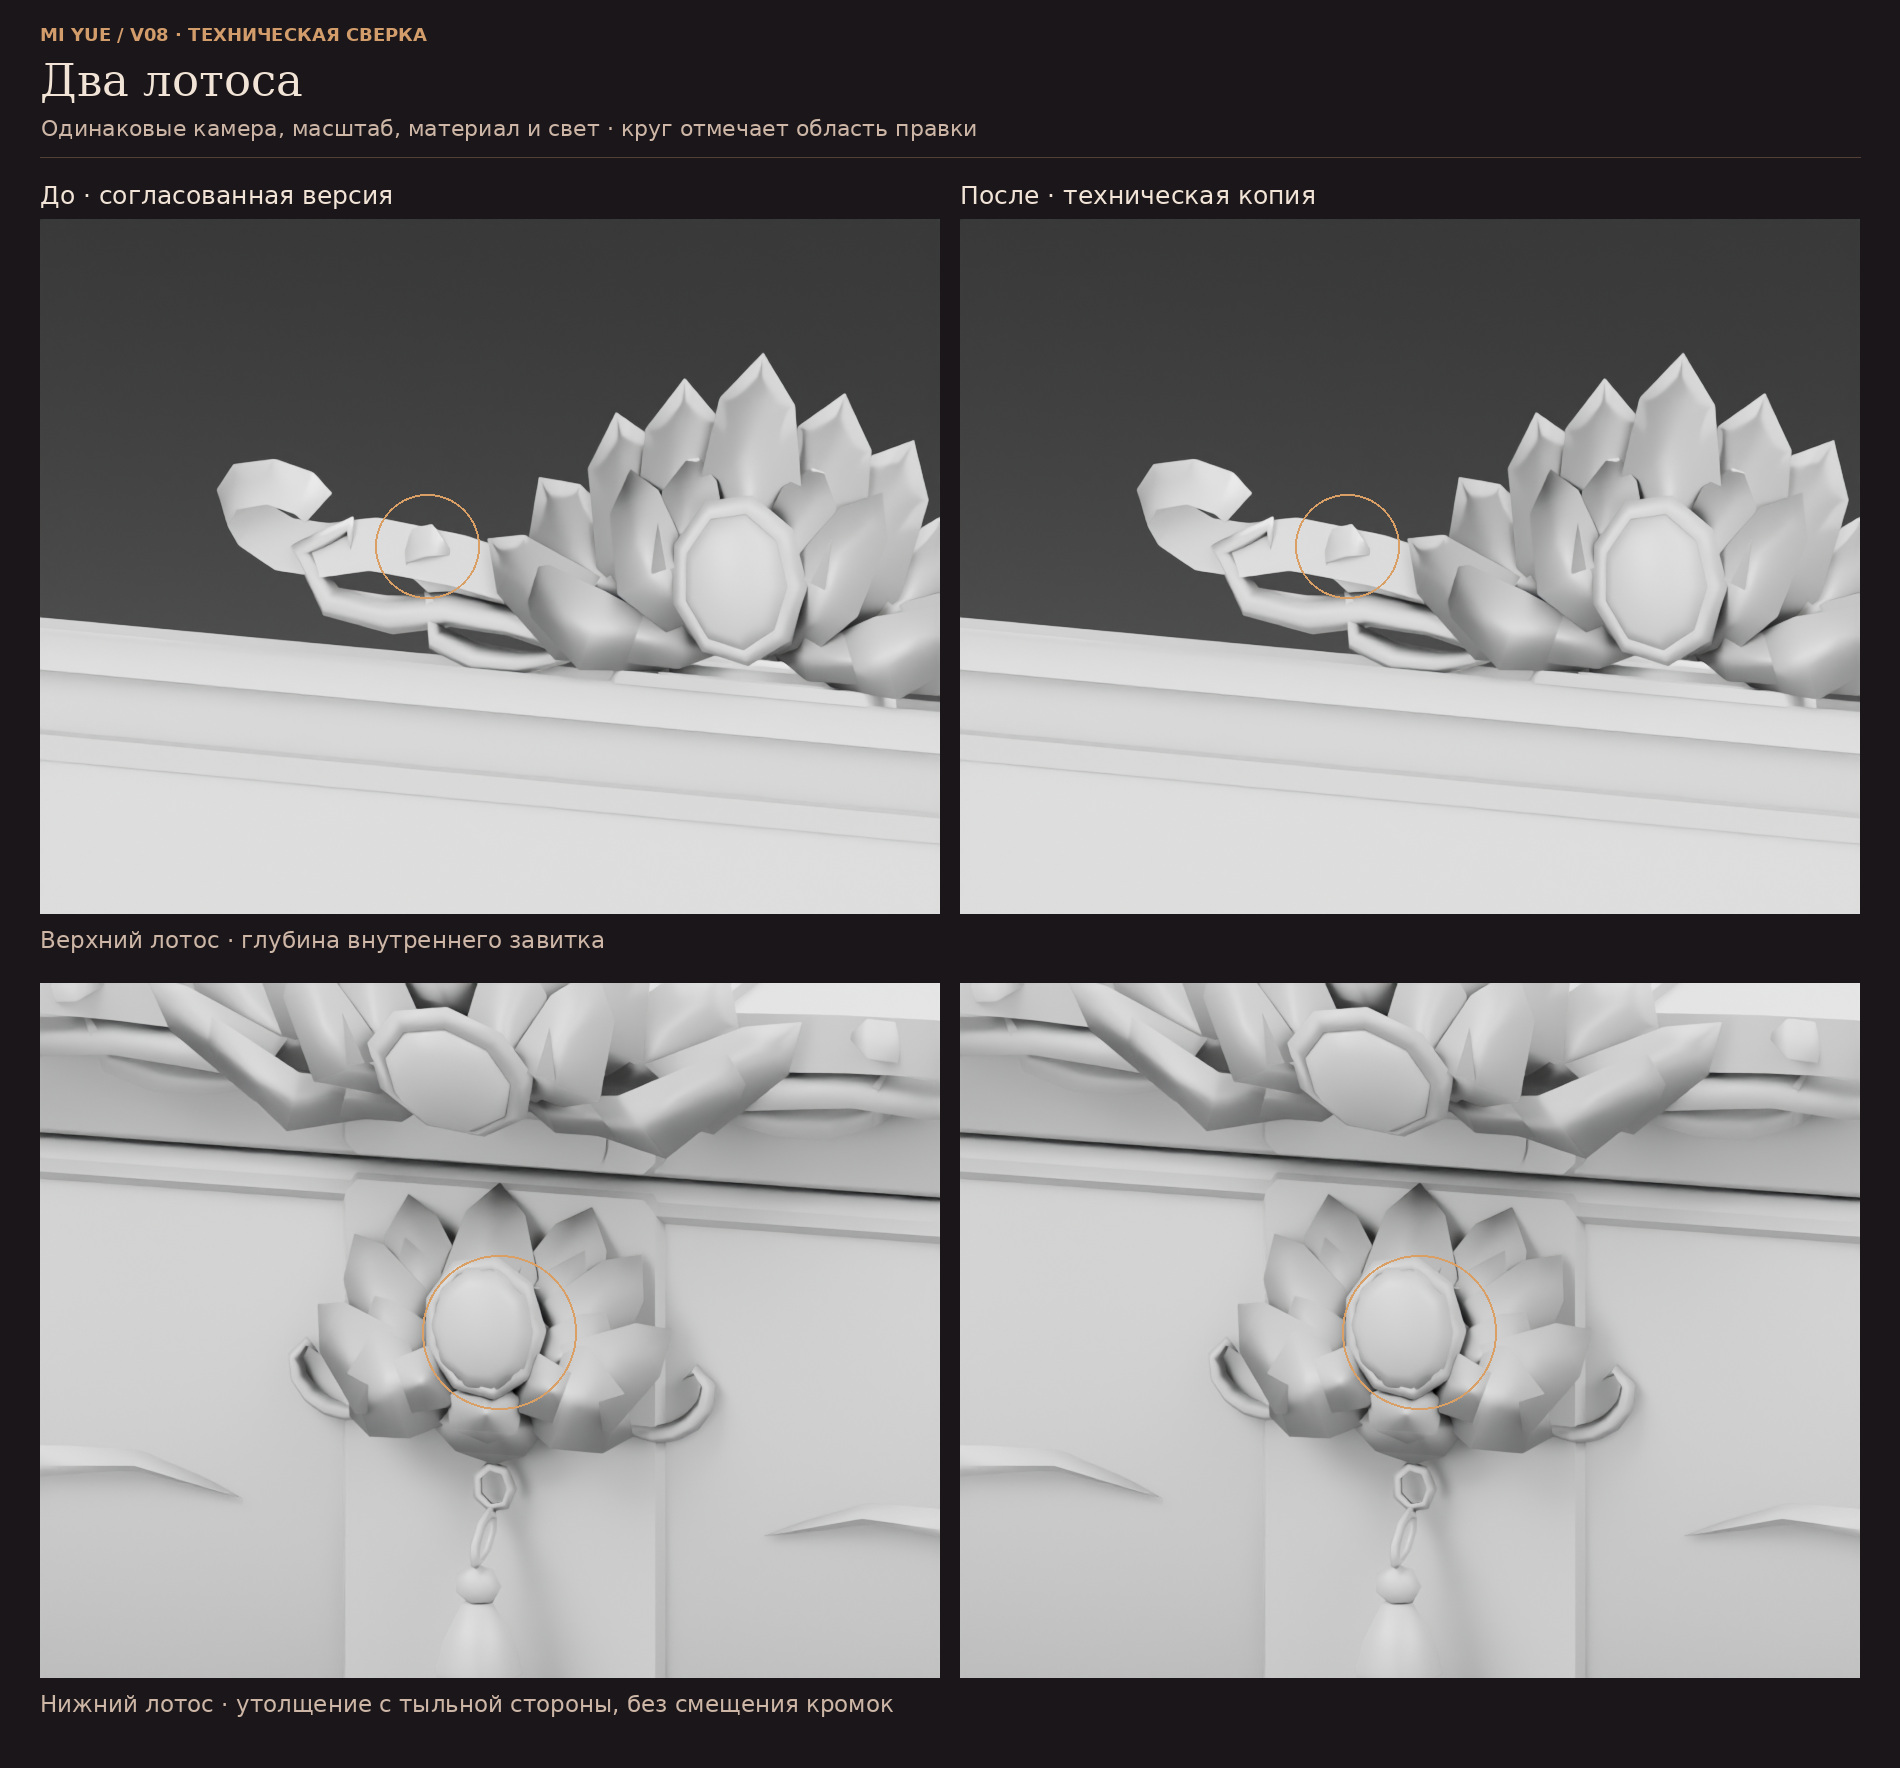 MI YUE / V08 · ТЕХНИЧЕСКАЯ СВЕРКА
Два лотоса
Одинаковые камера, масштаб, материал и свет · круг отмечает область правки
До · согласованная версия
После · техническая копия
Верхний лотос · глубина внутреннего завитка
Нижний лотос · утолщение с тыльной стороны, без смещения кромок